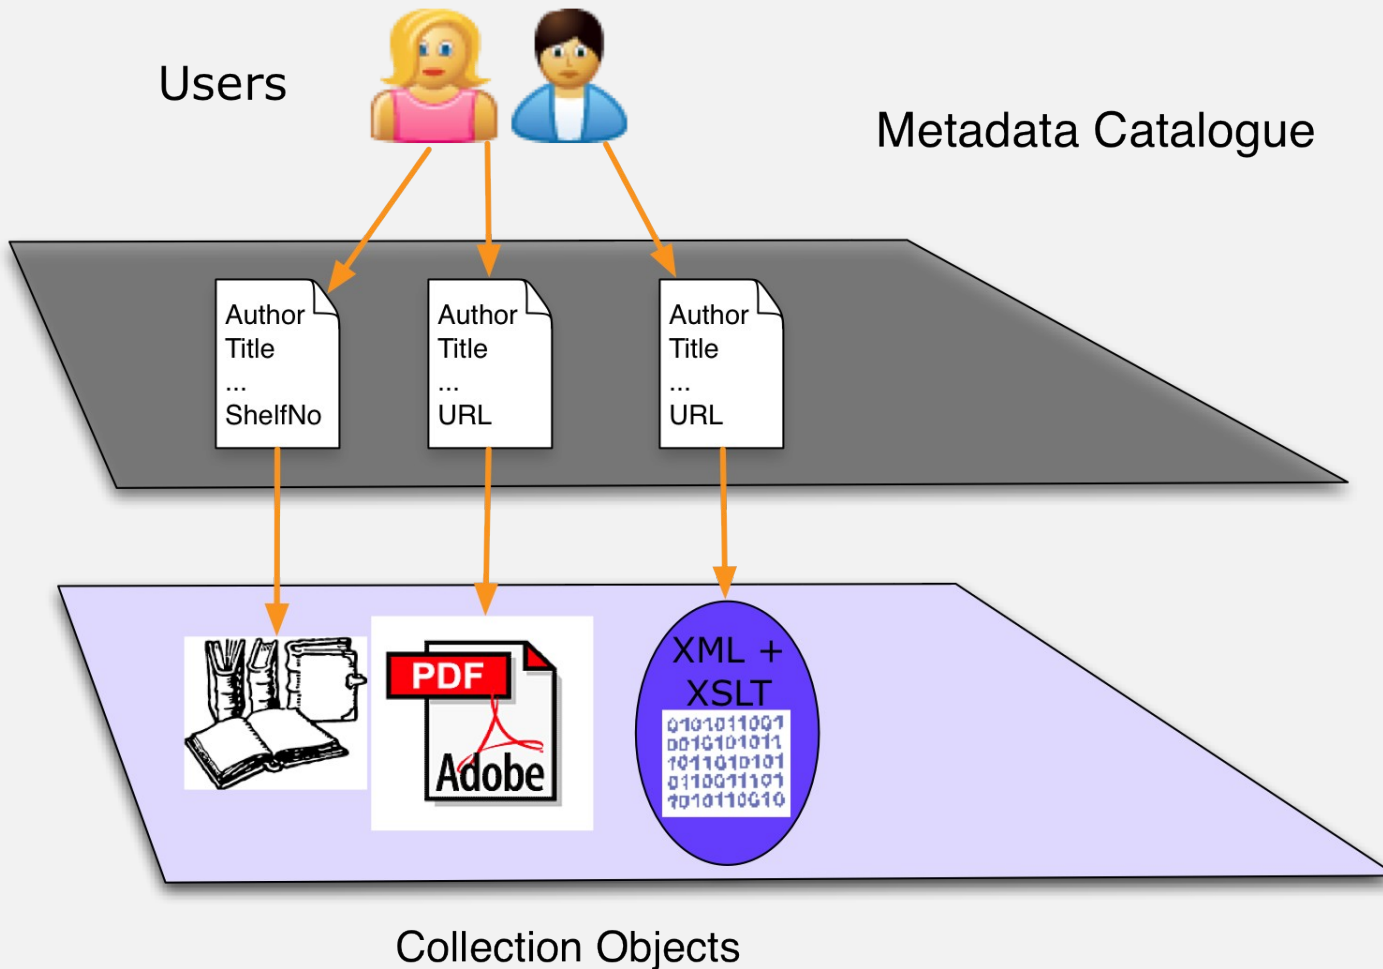 Users
Metadata Catalogue
Author
Title
...
ShelfNo
Author
Title
...
URL
Author
Title
...
URL
PDF
Adobe
XML +
XSLT
0101011001
0010101011
1011010101
0110011101
1010110010
Collection Objects